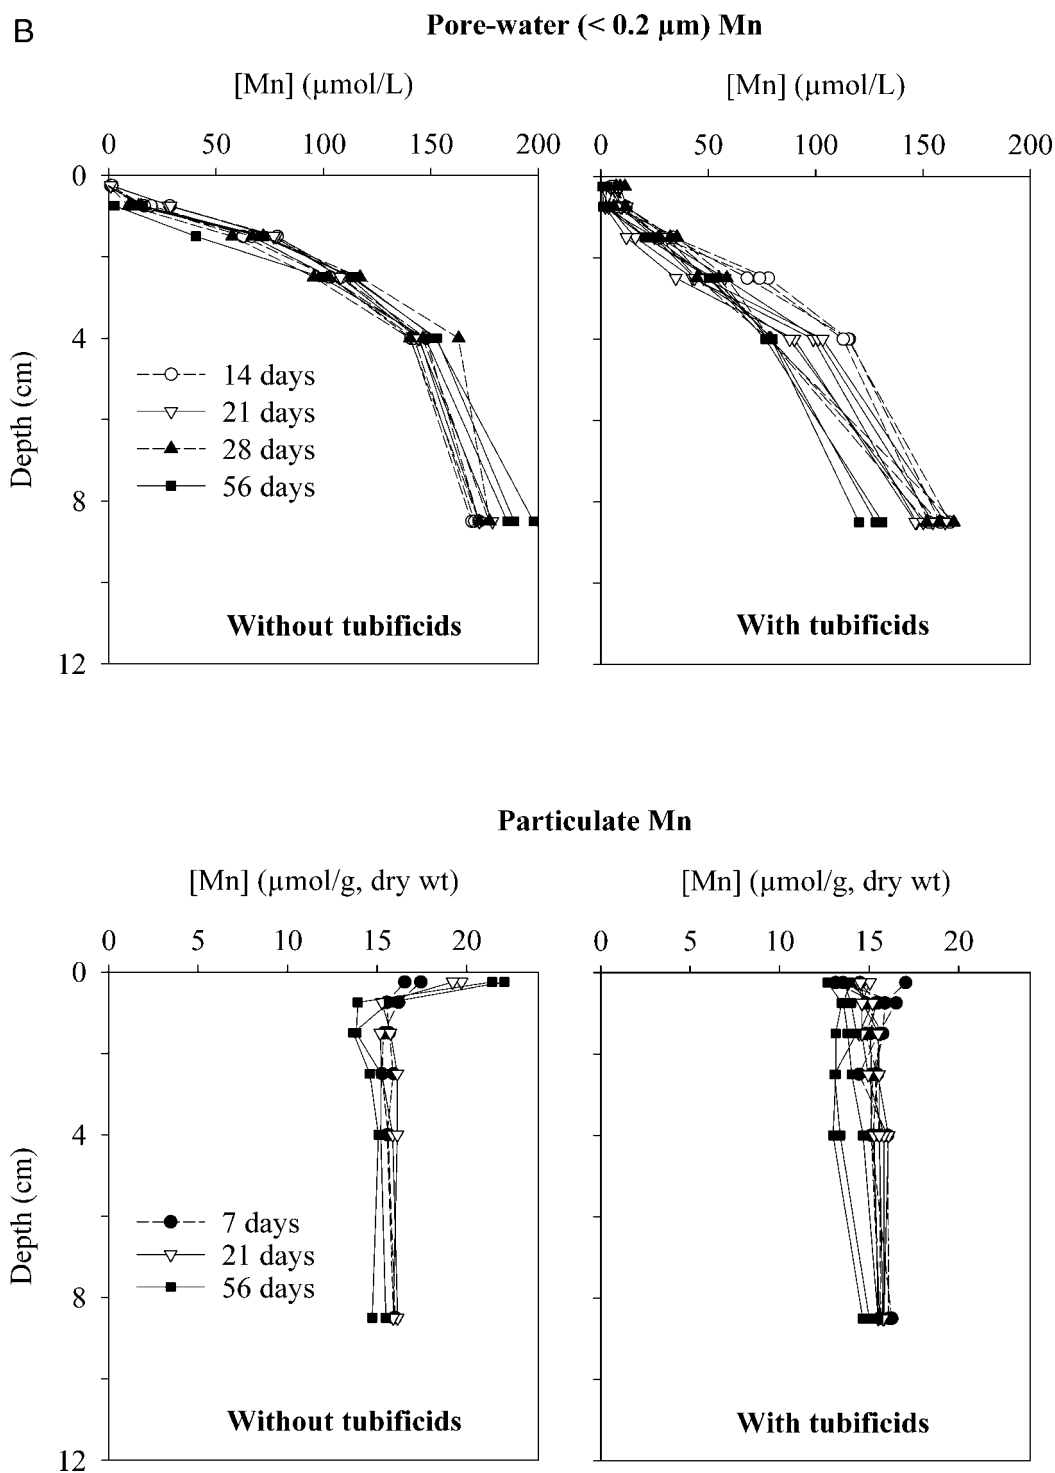 B
Pore-water (< 0.2 µm) Mn
[Mn] (µmol/L)
[Mn] (µmol/L)
0 50 100 150 200
0 50 100 150 200
0
4
8
12
Depth (cm)
14 days
21 days
28 days
56 days
Without tubificids
With tubificids
Particulate Mn
[Mn] (µmol/g, dry wt)
[Mn] (µmol/g, dry wt)
0 5 10 15 20
0 5 10 15 20
0
4
8
12
Depth (cm)
7 days
21 days
56 days
Without tubificids
With tubificids